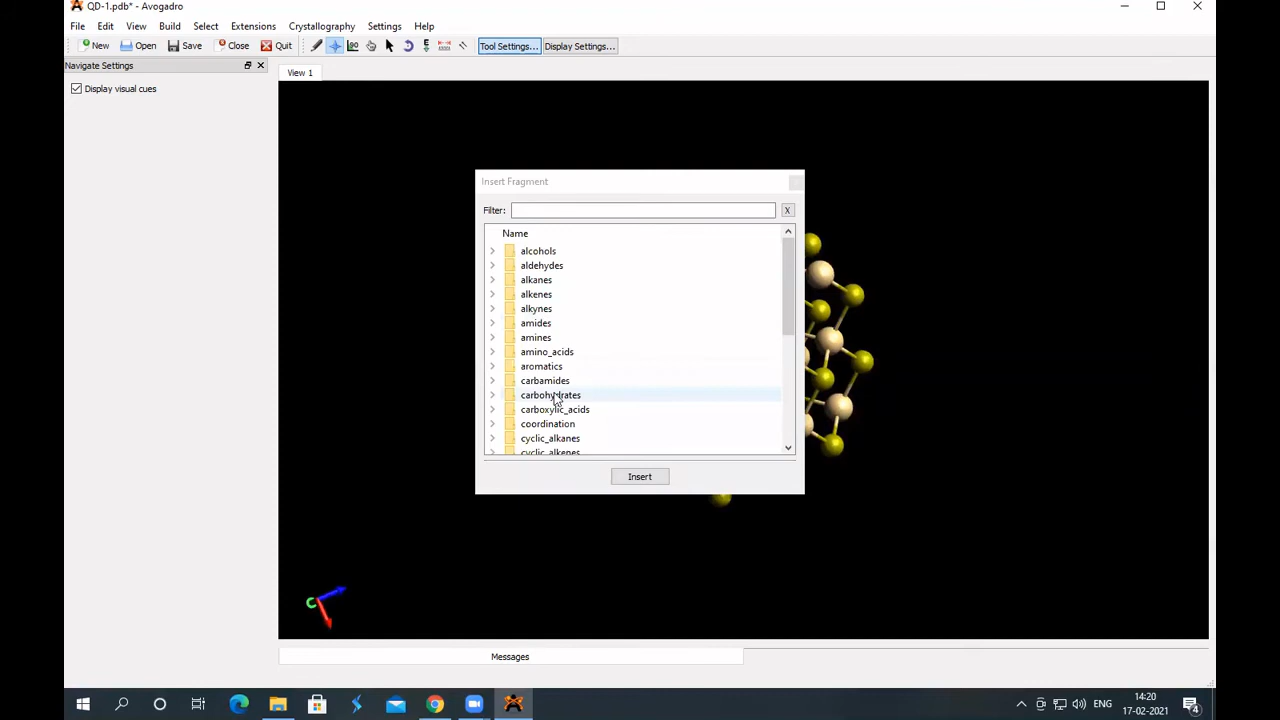 QD-1.pdb* - Avogadro
File Edit View Build Select Extensions Crystallography Settings Help
New Open Save Close Quit Tool Settings... Display Settings...
Navigate Settings
View 1
Display visual cues
Insert Fragment
Filter:
X
Name
alcohols
aldehydes
alkanes
alkenes
alkynes
amides
amines
amino_acids
aromatics
carbamides
carbohydrates
carboxylic_acids
coordination
cyclic_alkanes
cyclic_alkenes
Insert
Messages
ENG
14:20
17-02-2021
4